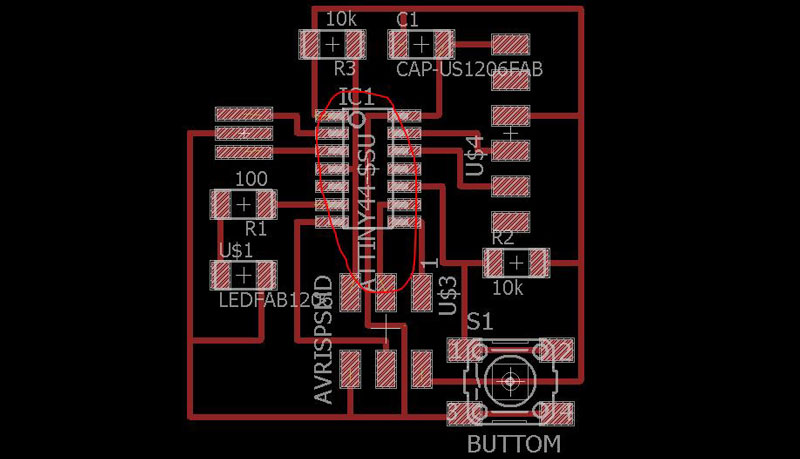 10k
C1
R3
CAP-US1206FAB
IC1
ATTINY44-SSU
U$4
100
R1
U$1
LEDFAB1206
R2
10k
1
U$3
AVRISPSMD
S1
1
2
3
4
BUTTOM